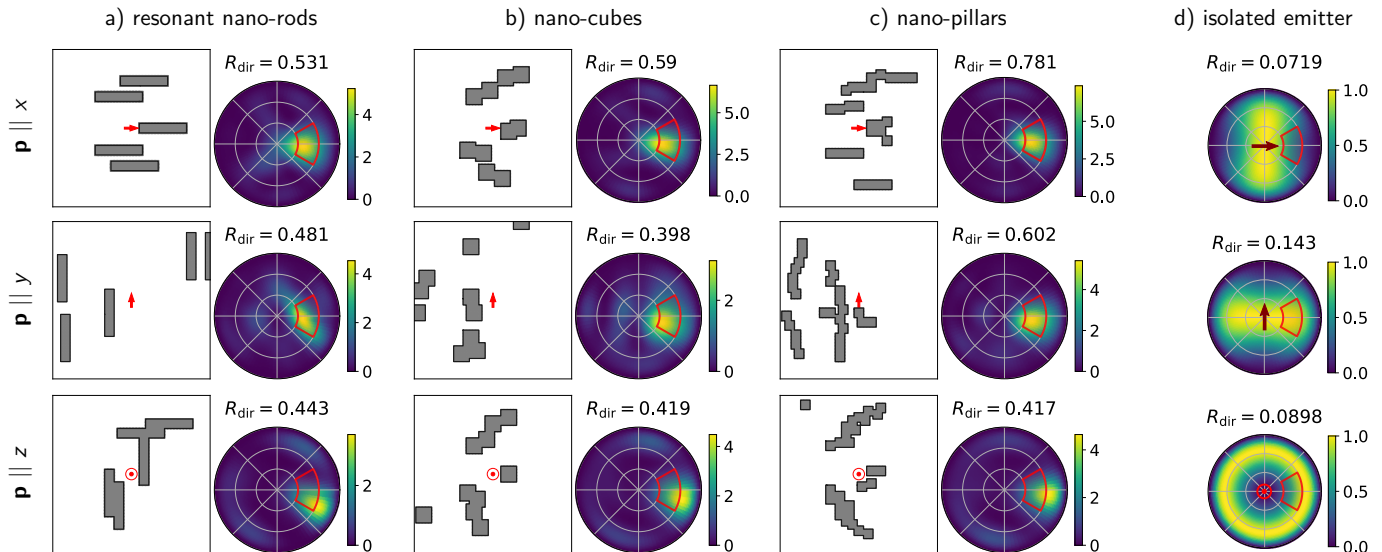 a) resonant nano-rods
b) nano-cubes
c) nano-pillars
d) isolated emitter
p || x
R_dir = 0.531
4
2
0
R_dir = 0.59
5.0
2.5
0.0
R_dir = 0.781
5.0
2.5
0.0
R_dir = 0.0719
1.0
0.5
0.0
p || y
R_dir = 0.481
4
2
0
R_dir = 0.398
2
0
R_dir = 0.602
4
2
0
R_dir = 0.143
1.0
0.5
0.0
p || z
R_dir = 0.443
2
0
R_dir = 0.419
4
2
0
R_dir = 0.417
4
2
0
R_dir = 0.0898
1.0
0.5
0.0